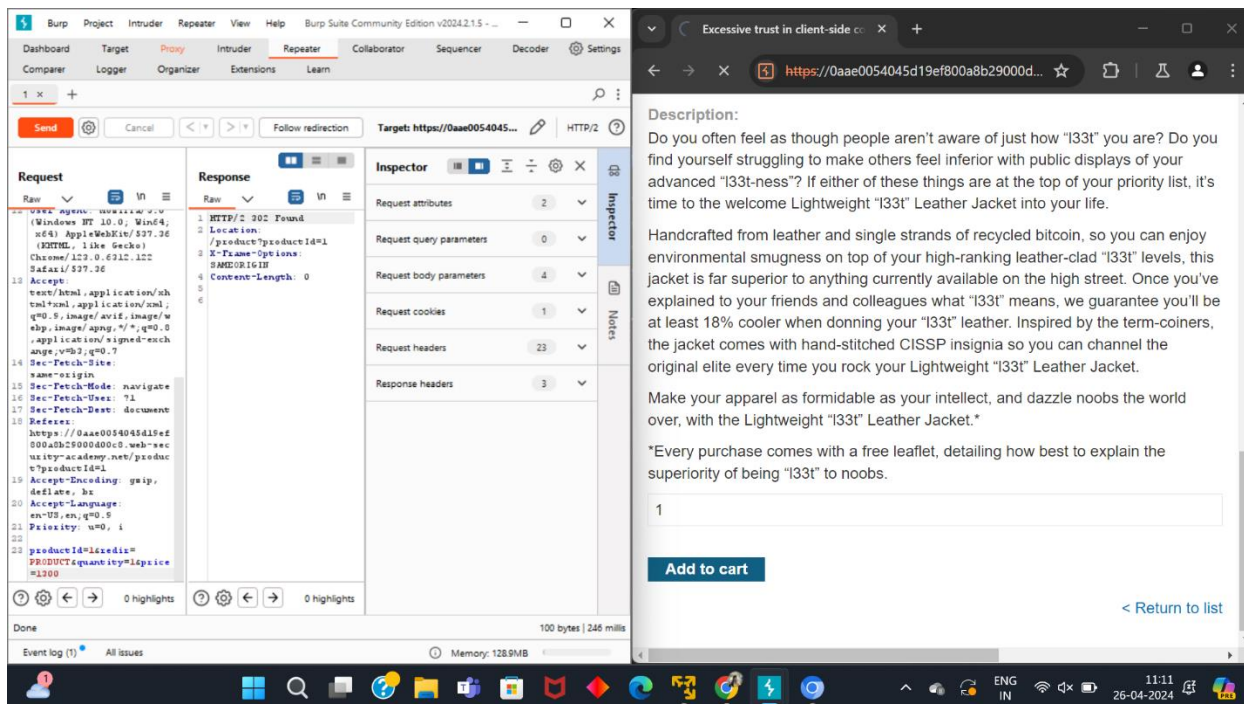 Burp Project Intruder Repeater View Help Burp Suite Community Edition v2024.2.1.5 - ...
Dashboard Target Proxy Intruder Repeater Collaborator Sequencer Decoder Settings
Comparer Logger Organizer Extensions Learn
1 × +
Send Cancel < > Follow redirection Target: https://0aae0054045... HTTP/2
Request
Raw \n
(Windows NT 10.0; Win64;
x64) AppleWebKit/537.36
(KHTML, like Gecko)
Chrome/123.0.6312.122
Safari/537.36
13 Accept:
text/html,application/xh
tml+xml,application/xml;
q=0.9,image/avif,image/w
ebp,image/apng,*/*;q=0.8
,application/signed-exch
ange;v=b3;q=0.7
14 Sec-Fetch-Site:
same-origin
15 Sec-Fetch-Mode: navigate
16 Sec-Fetch-User: ?1
17 Sec-Fetch-Dest: document
18 Referer:
https://0aae0054045d19ef
800a8b29000d00c8.web-sec
urity-academy.net/produc
t?productId=1
19 Accept-Encoding: gzip,
deflate, br
20 Accept-Language:
en-US,en;q=0.9
21 Priority: u=0, i
22
23 productId=1&redir=
PRODUCT&quantity=1&price
=1300
0 highlights
Response
Raw \n
1 HTTP/2 302 Found
2 Location:
/product?productId=1
3 X-Frame-Options:
SAMEORIGIN
4 Content-Length: 0
5
6
0 highlights
Inspector
Request attributes 2
Request query parameters 0
Request body parameters 4
Request cookies 1
Request headers 23
Response headers 3
Inspector
Notes
Done 100 bytes | 246 millis
Event log (1) All issues Memory: 128.9MB
Excessive trust in client-side co × +
https://0aae0054045d19ef800a8b29000d...
Description:
Do you often feel as though people aren't aware of just how “l33t” you are? Do you
find yourself struggling to make others feel inferior with public displays of your
advanced “l33t-ness”? If either of these things are at the top of your priority list, it's
time to the welcome Lightweight “l33t” Leather Jacket into your life.
Handcrafted from leather and single strands of recycled bitcoin, so you can enjoy
environmental smugness on top of your high-ranking leather-clad “l33t” levels, this
jacket is far superior to anything currently available on the high street. Once you've
explained to your friends and colleagues what “l33t” means, we guarantee you'll be
at least 18% cooler when donning your “l33t” leather. Inspired by the term-coiners,
the jacket comes with hand-stitched CISSP insignia so you can channel the
original elite every time you rock your Lightweight “l33t” Leather Jacket.
Make your apparel as formidable as your intellect, and dazzle noobs the world
over, with the Lightweight “l33t” Leather Jacket.*
*Every purchase comes with a free leaflet, detailing how best to explain the
superiority of being “l33t” to noobs.
1
Add to cart
< Return to list
1
ENG
IN
11:11
26-04-2024
PRE